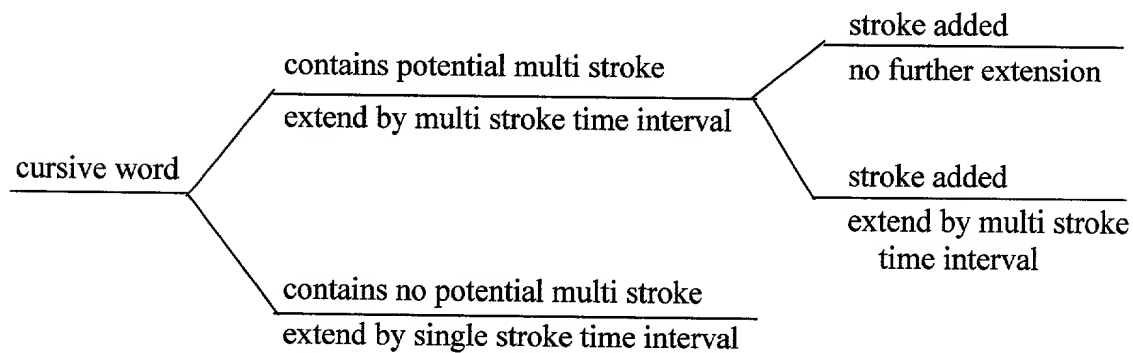 stroke added
no further extension
contains potential multi stroke
extend by multi stroke time interval
cursive word
stroke added
extend by multi stroke
time interval
contains no potential multi stroke
extend by single stroke time interval